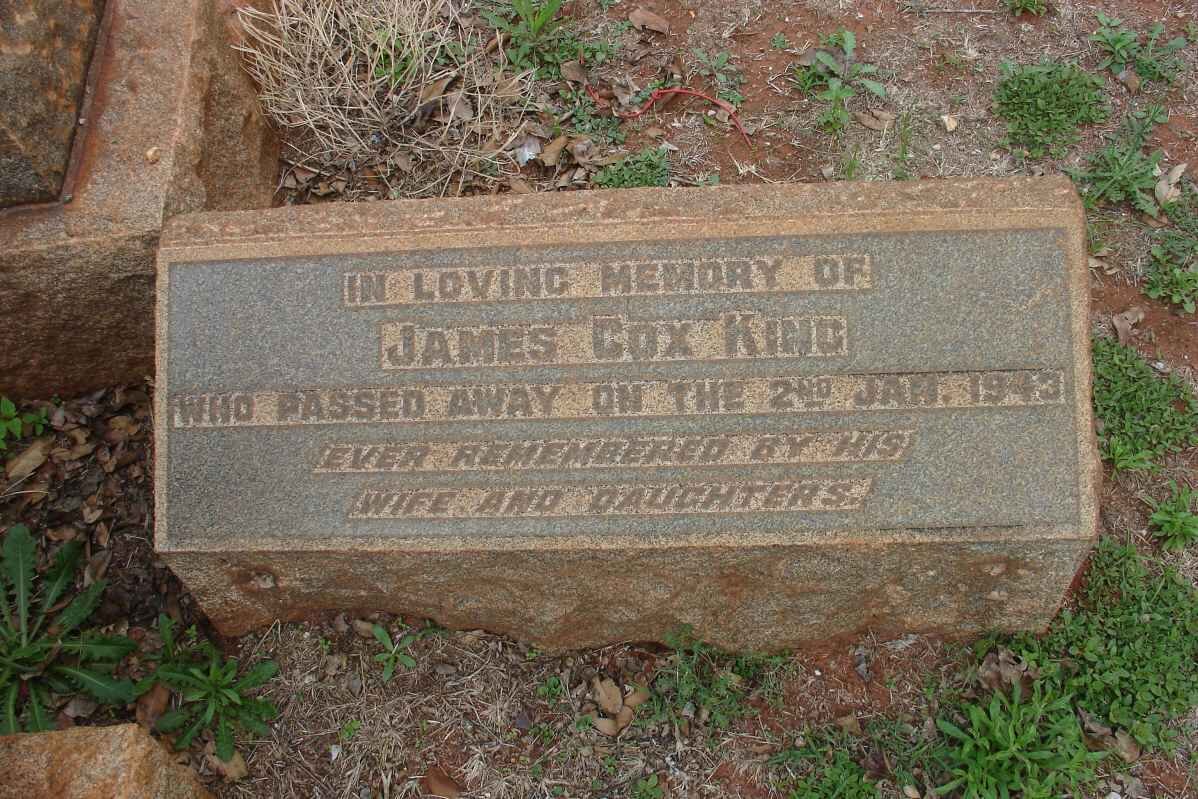 IN LOVING MEMORY OF
JAMES COX KING
WHO PASSED AWAY ON THE 2ND JAN. 1943
EVER REMEMBERED BY HIS
WIFE AND DAUGHTERS.